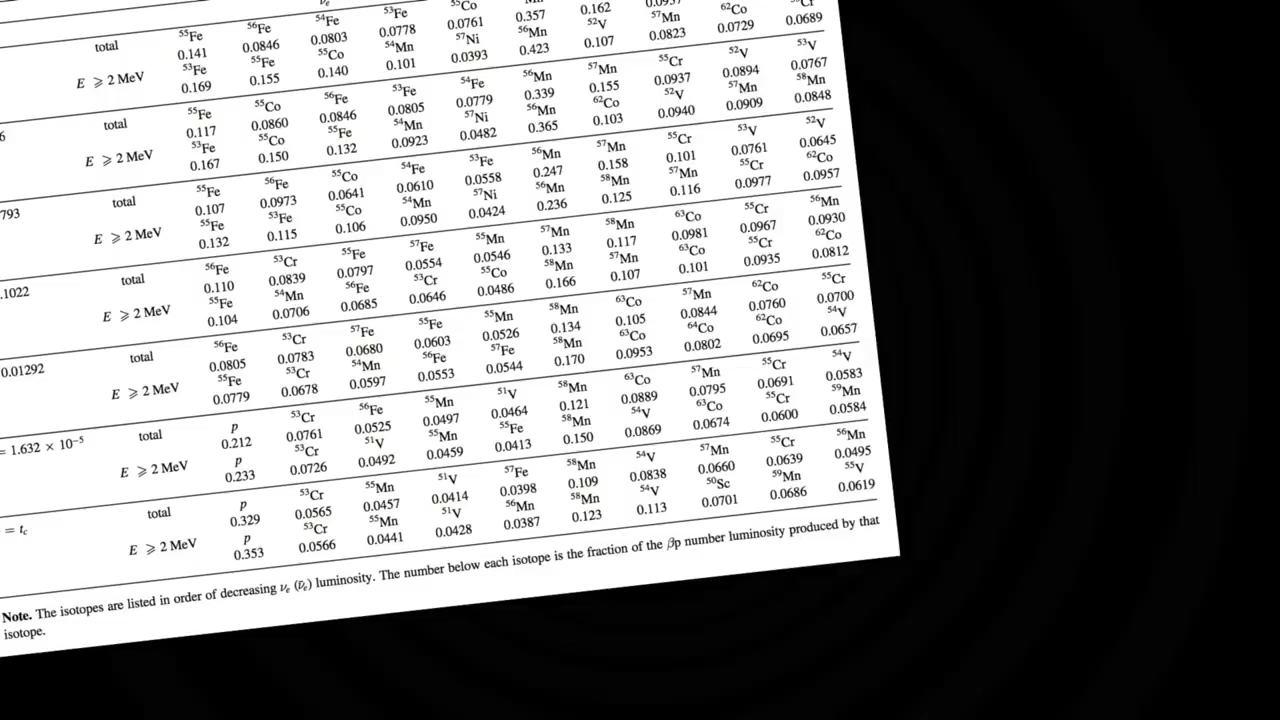 ν̄e
total ⁵⁵Fe ⁵⁶Fe ⁵⁴Fe ⁵³Fe ⁵⁵Co
0.141 0.0846 0.0803 0.0778 0.0761 0.357 0.162 0.0689
E ⩾ 2 MeV ⁵³Fe ⁵⁵Fe ⁵⁵Co ⁵⁴Mn ⁵⁷Ni ⁵⁶Mn ⁵²V ⁵⁷Mn ⁶²Co
0.169 0.155 0.140 0.101 0.0393 0.423 0.107 0.0823 0.0729
6 total ⁵⁵Fe ⁵⁵Co ⁵⁶Fe ⁵³Fe ⁵⁴Fe ⁵⁶Mn ⁵⁷Mn ⁵⁵Cr ⁵²V ⁵³V
0.117 0.0860 0.0846 0.0805 0.0779 0.339 0.155 0.0937 0.0894 0.0767
E ⩾ 2 MeV ⁵³Fe ⁵⁵Co ⁵⁵Fe ⁵⁴Mn ⁵⁷Ni ⁵⁶Mn ⁶²Co ⁵²V ⁵⁷Mn ⁵⁸Mn
0.167 0.150 0.132 0.0923 0.0482 0.365 0.103 0.0940 0.0909 0.0848
793 total ⁵⁵Fe ⁵⁶Fe ⁵⁵Co ⁵⁴Fe ⁵³Fe ⁵⁶Mn ⁵⁷Mn ⁵⁵Cr ⁵³V ⁵²V
0.107 0.0973 0.0641 0.0610 0.0558 0.247 0.158 0.101 0.0761 0.0645
E ⩾ 2 MeV ⁵⁵Fe ⁵³Fe ⁵⁵Co ⁵⁴Mn ⁵⁷Ni ⁵⁶Mn ⁵⁸Mn ⁵⁷Mn ⁵⁵Cr ⁶²Co
0.132 0.115 0.106 0.0950 0.0424 0.236 0.125 0.116 0.0977 0.0957
.1022 total ⁵⁶Fe ⁵³Cr ⁵⁵Fe ⁵⁷Fe ⁵⁵Mn ⁵⁷Mn ⁵⁸Mn ⁶³Co ⁵⁵Cr ⁵⁶Mn
0.110 0.0839 0.0797 0.0554 0.0546 0.133 0.117 0.0981 0.0967 0.0930
E ⩾ 2 MeV ⁵⁵Fe ⁵⁴Mn ⁵⁶Fe ⁵³Cr ⁵⁵Co ⁵⁸Mn ⁵⁷Mn ⁶³Co ⁵⁵Cr ⁶²Co
0.104 0.0706 0.0685 0.0646 0.0486 0.166 0.107 0.101 0.0935 0.0812
0.01292 total ⁵⁶Fe ⁵³Cr ⁵⁷Fe ⁵⁵Fe ⁵⁵Mn ⁵⁸Mn ⁶³Co ⁵⁷Mn ⁶²Co ⁵⁵Cr
0.0805 0.0783 0.0680 0.0603 0.0526 0.134 0.105 0.0844 0.0760 0.0700
E ⩾ 2 MeV ⁵⁵Fe ⁵³Cr ⁵⁴Mn ⁵⁶Fe ⁵⁷Fe ⁵⁸Mn ⁶³Co ⁶⁴Co ⁶²Co ⁵⁴V
0.0779 0.0678 0.0597 0.0553 0.0544 0.170 0.0953 0.0802 0.0695 0.0657
= 1.632 × 10⁻⁵ total p ⁵³Cr ⁵⁶Fe ⁵⁵Mn ⁵¹V ⁵⁸Mn ⁶³Co ⁵⁷Mn ⁵⁵Cr ⁵⁴V
0.212 0.0761 0.0525 0.0497 0.0464 0.121 0.0889 0.0795 0.0691 0.0583
E ⩾ 2 MeV p ⁵³Cr ⁵¹V ⁵⁵Mn ⁵⁵Fe ⁵⁸Mn ⁵⁴V ⁶³Co ⁵⁵Cr ⁵⁹Mn
0.233 0.0726 0.0492 0.0459 0.0413 0.150 0.0869 0.0674 0.0600 0.0584
= tc total p ⁵³Cr ⁵⁵Mn ⁵¹V ⁵⁷Fe ⁵⁸Mn ⁵⁴V ⁵⁷Mn ⁵⁵Cr ⁵⁶Mn
0.329 0.0565 0.0457 0.0414 0.0398 0.109 0.0838 0.0660 0.0639 0.0495
E ⩾ 2 MeV p ⁵³Cr ⁵⁵Mn ⁵¹V ⁵⁶Mn ⁵⁸Mn ⁵⁴V ⁵⁰Sc ⁵⁹Mn ⁵⁵V
0.353 0.0566 0.0441 0.0428 0.0387 0.123 0.113 0.0701 0.0686 0.0619
Note. The isotopes are listed in order of decreasing νe (ν̄e) luminosity. The number below each isotope is the fraction of the βp number luminosity produced by that
isotope.